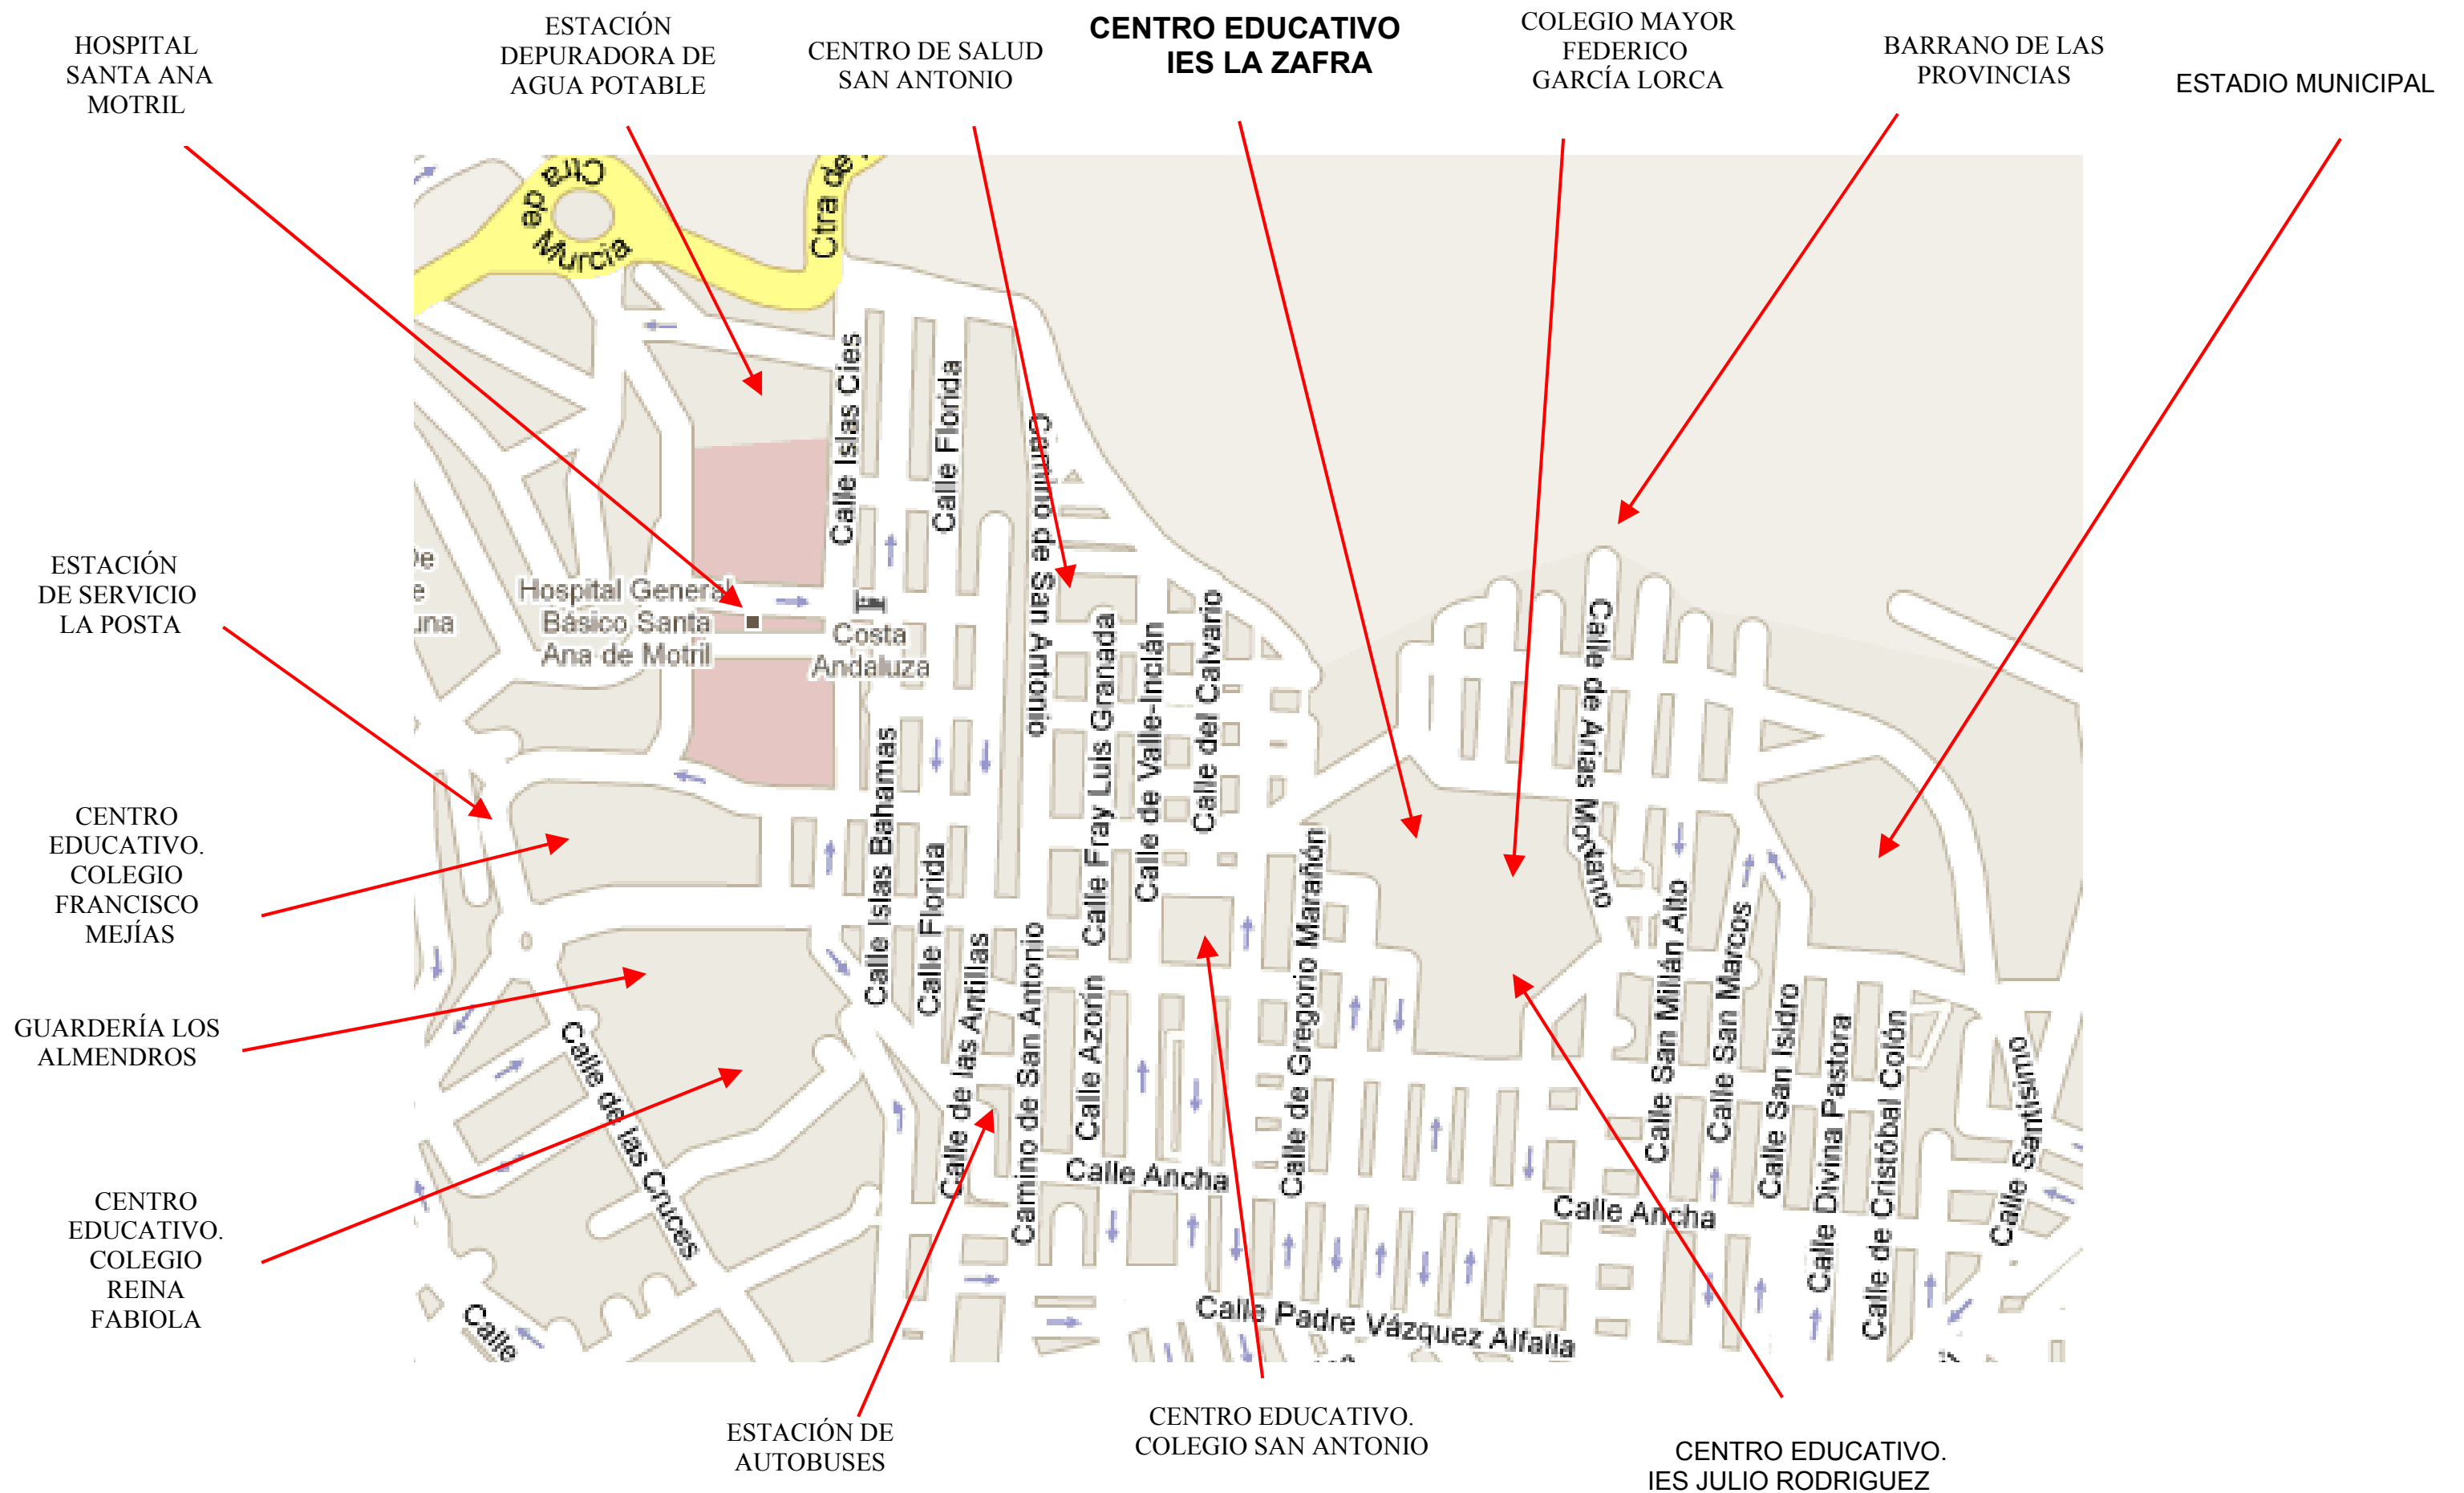 HOSPITAL
SANTA ANA
MOTRIL
ESTACIÓN
DEPURADORA DE
AGUA POTABLE
CENTRO DE SALUD
SAN ANTONIO
CENTRO EDUCATIVO
IES LA ZAFRA
COLEGIO MAYOR
FEDERICO
GARCÍA LORCA
BARRANO DE LAS
PROVINCIAS
ESTADIO MUNICIPAL
Ctra de Murcia
Ctra de
Calle Islas Cies
Calle Florida
Camino de San Antonio
ESTACIÓN
DE SERVICIO
LA POSTA
Hospital General
Básico Santa
Ana de Motril
Costa
Andaluza
Calle Fray Luis Granada
Calle de Valle-Inclán
Calle del Calvario
Calle de Arias Montano
Calle Islas Bahamas
Calle Florida
CENTRO
EDUCATIVO.
COLEGIO
FRANCISCO
MEJÍAS
Calle de Gregorio Marañón
Calle San Millán Alto
Calle San Marcos
Calle San Isidro
Calle Divina Pastora
Calle de Cristóbal Colón
Calle Santisimo
GUARDERÍA LOS
ALMENDROS
Calle de las Cruces
Calle de las Antillas
Camino de San Antonio
Calle Azorín
Calle Ancha
Calle Ancha
CENTRO
EDUCATIVO.
COLEGIO
REINA
FABIOLA
Calle Divina Pastora
Calle
Calle Padre Vázquez Alfalla
ESTACIÓN DE
AUTOBUSES
CENTRO EDUCATIVO.
COLEGIO SAN ANTONIO
CENTRO EDUCATIVO.
IES JULIO RODRIGUEZ